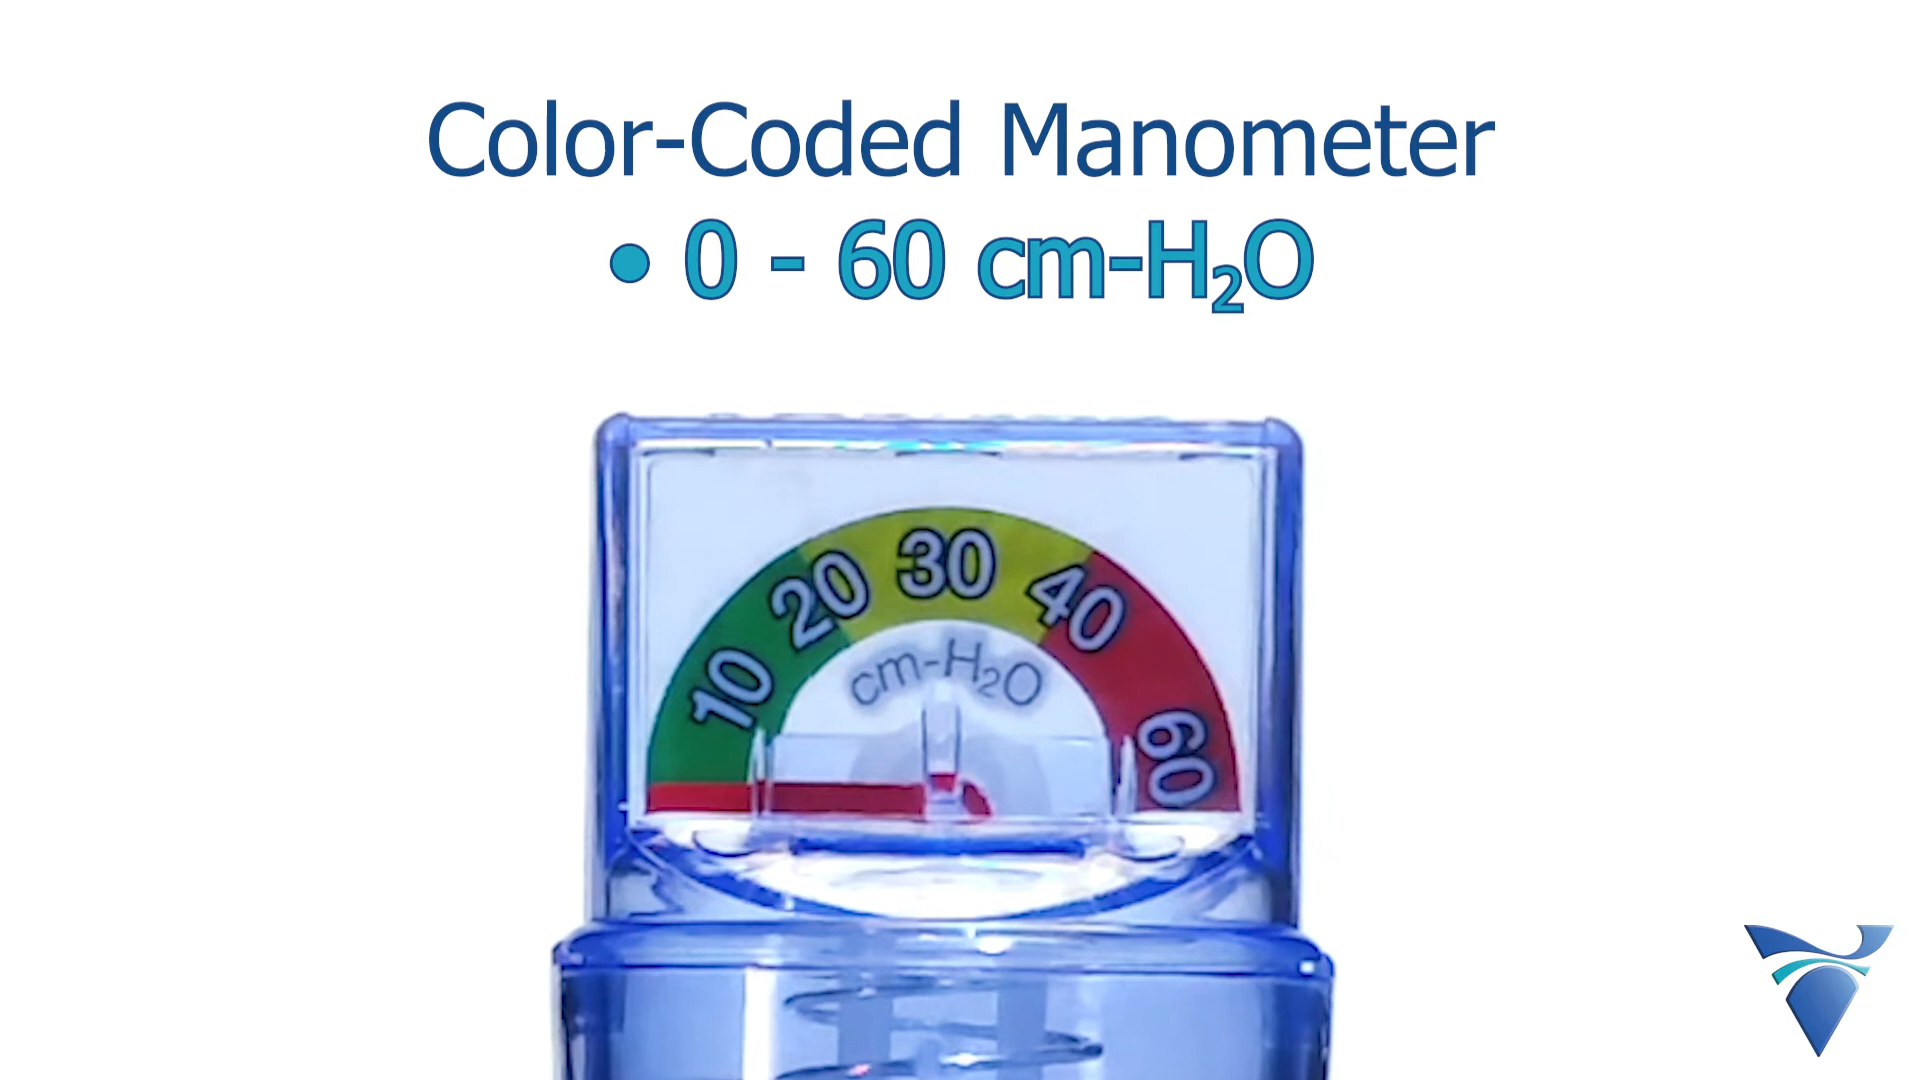 Color-Coded Manometer
• 0 - 60 cm-H₂O
10 20 30 40 60
cm-H₂O